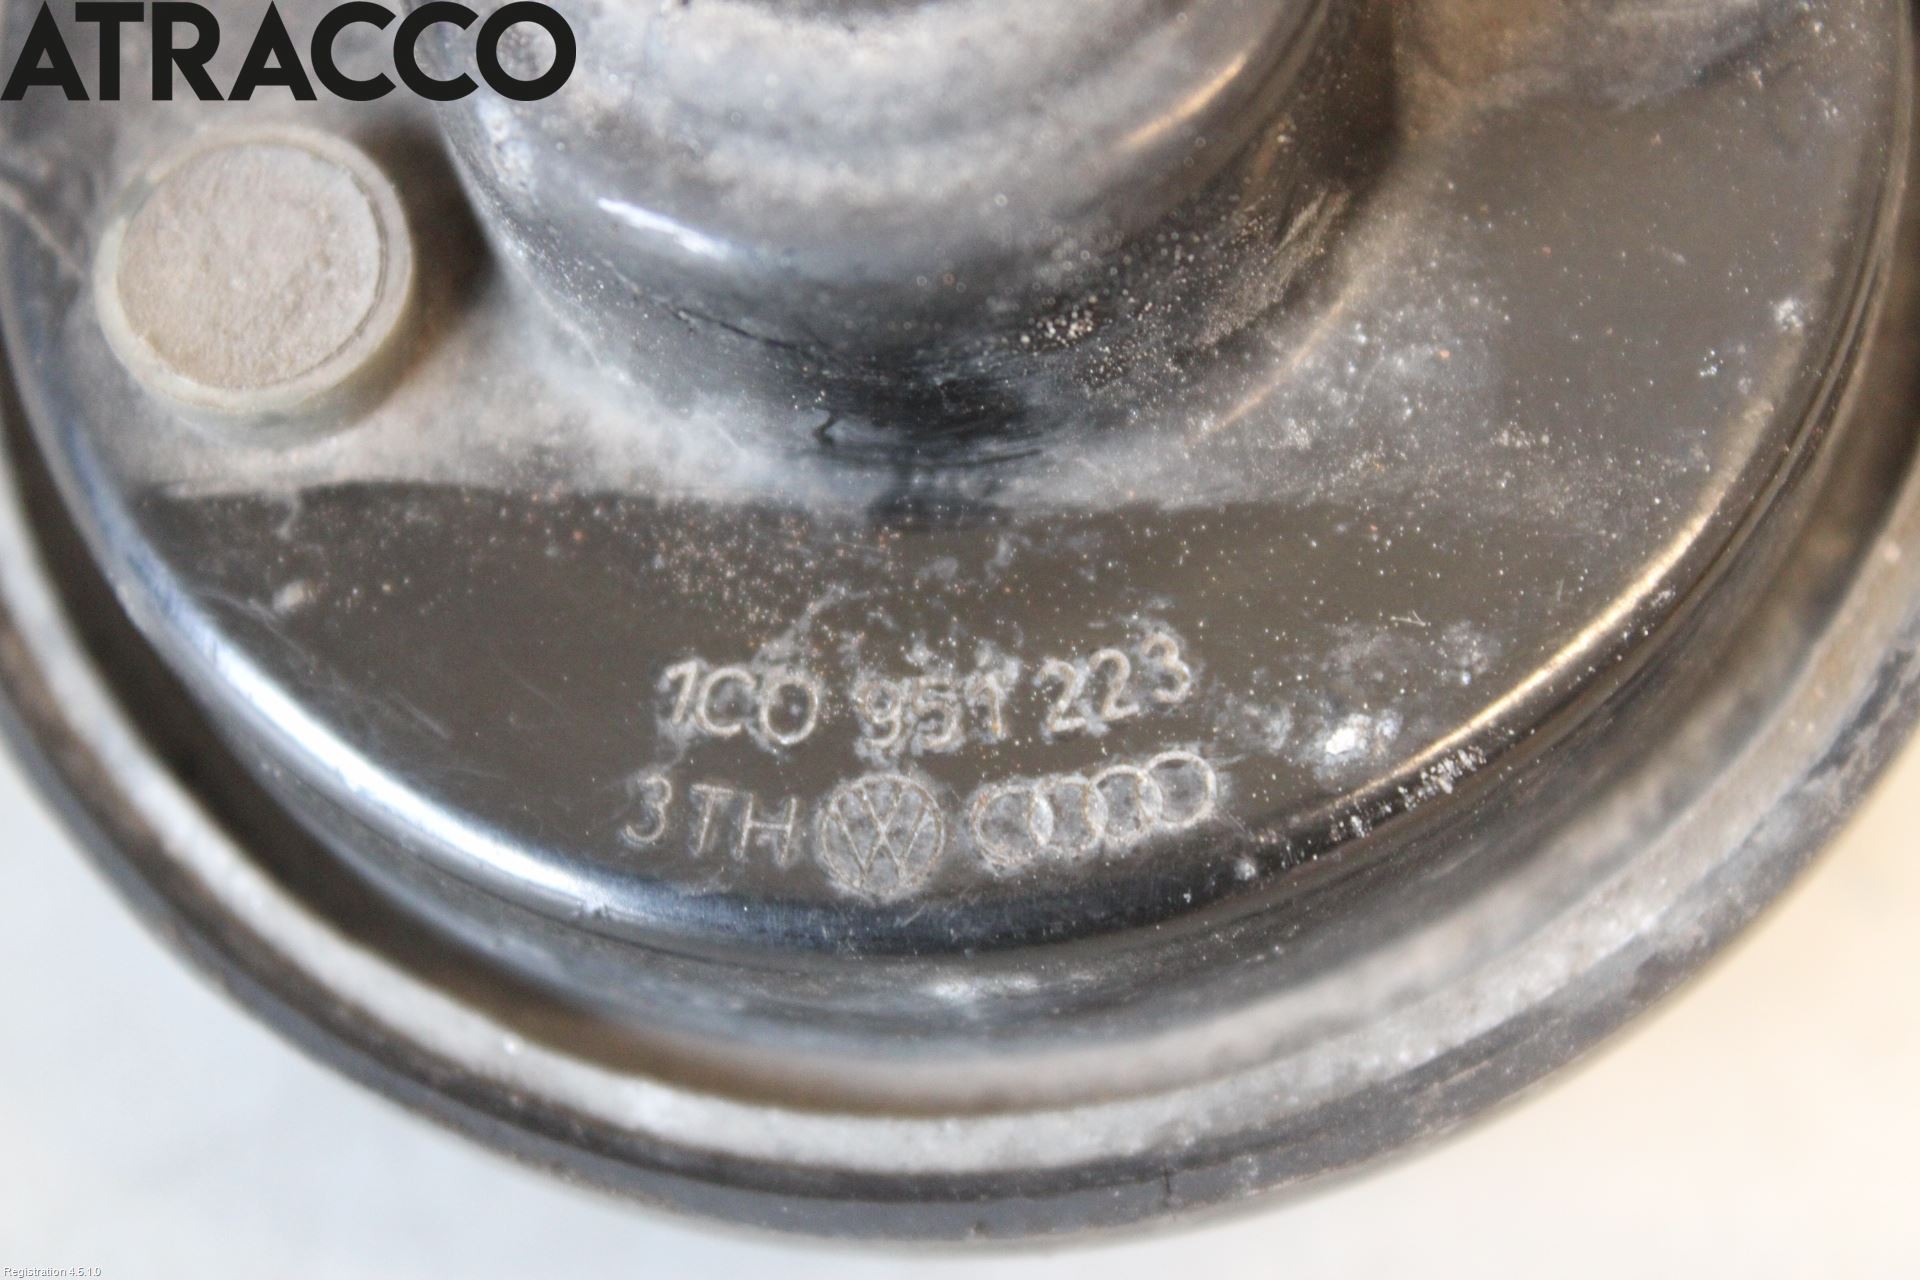 ATRACCO
1C0 951 223
3TH
Registration 4.5.1.0